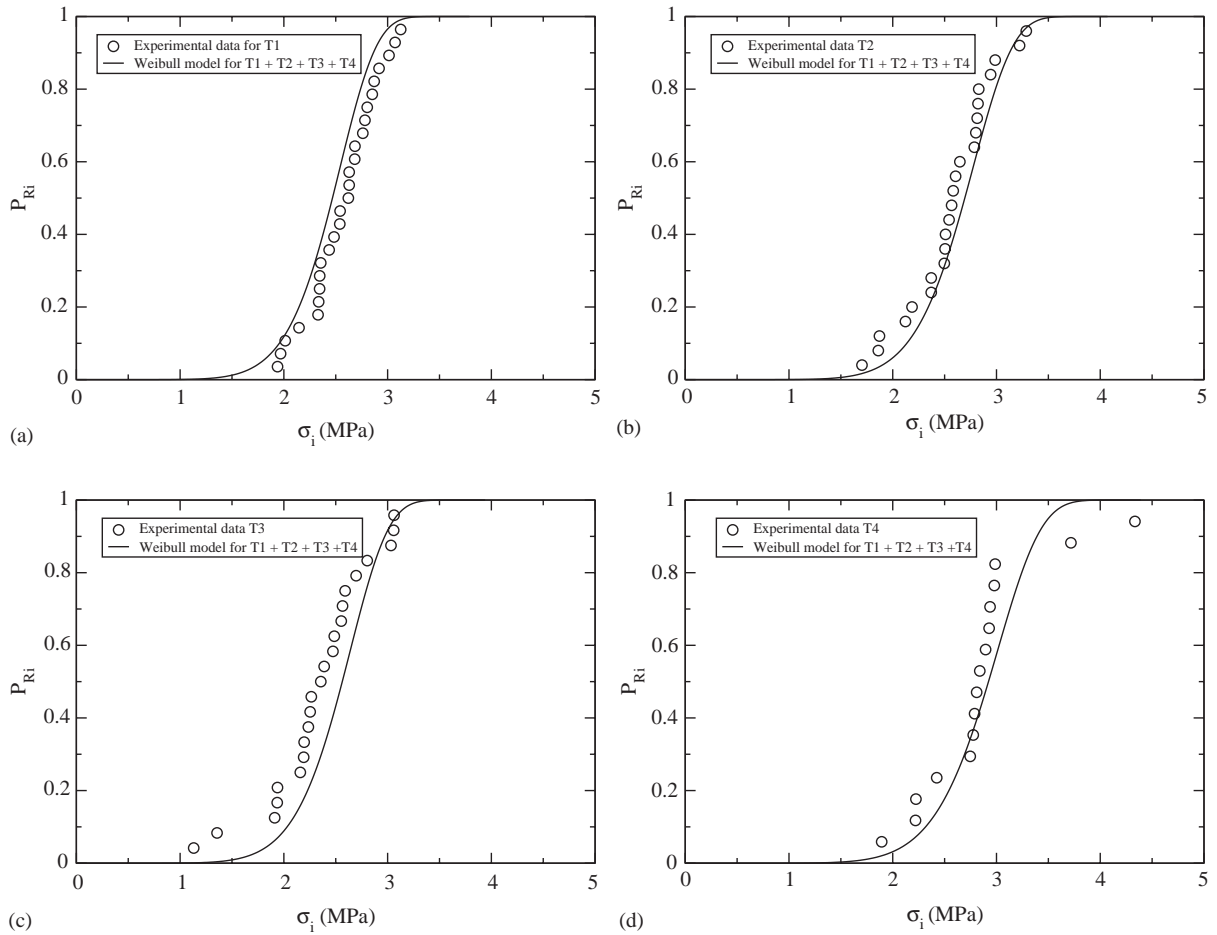 1
0.8
0.6
0.4
0.2
0
P_Ri
Experimental data for T1
Weibull model for T1 + T2 + T3 + T4
0 1 2 3 4 5
σ_i (MPa)
(a)
1
0.8
0.6
0.4
0.2
0
P_Ri
Experimental data T2
Weibull model for T1 + T2 + T3 + T4
0 1 2 3 4 5
σ_i (MPa)
(b)
1
0.8
0.6
0.4
0.2
0
P_Ri
Experimental data T3
Weibull model for T1 + T2 + T3 +T4
0 1 2 3 4 5
σ_i (MPa)
(c)
1
0.8
0.6
0.4
0.2
0
P_Ri
Experimental data T4
Weibull model for T1 + T2 + T3 +T4
0 1 2 3 4 5
σ_i (MPa)
(d)